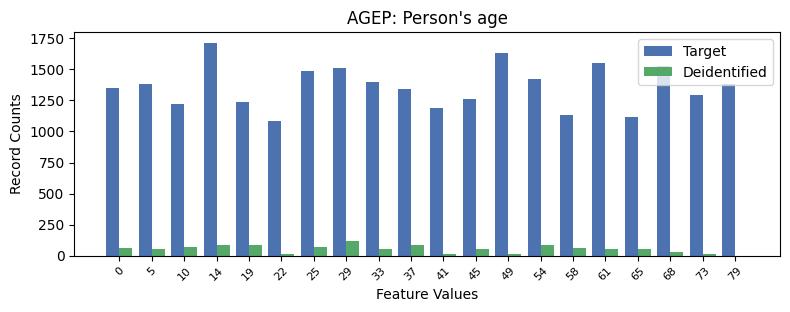 AGEP: Person's age
Record Counts
1750
1500
1250
1000
750
500
250
0
Target
Deidentified
0 5 10 14 19 22 25 29 33 37 41 45 49 54 58 61 65 68 73 79
Feature Values